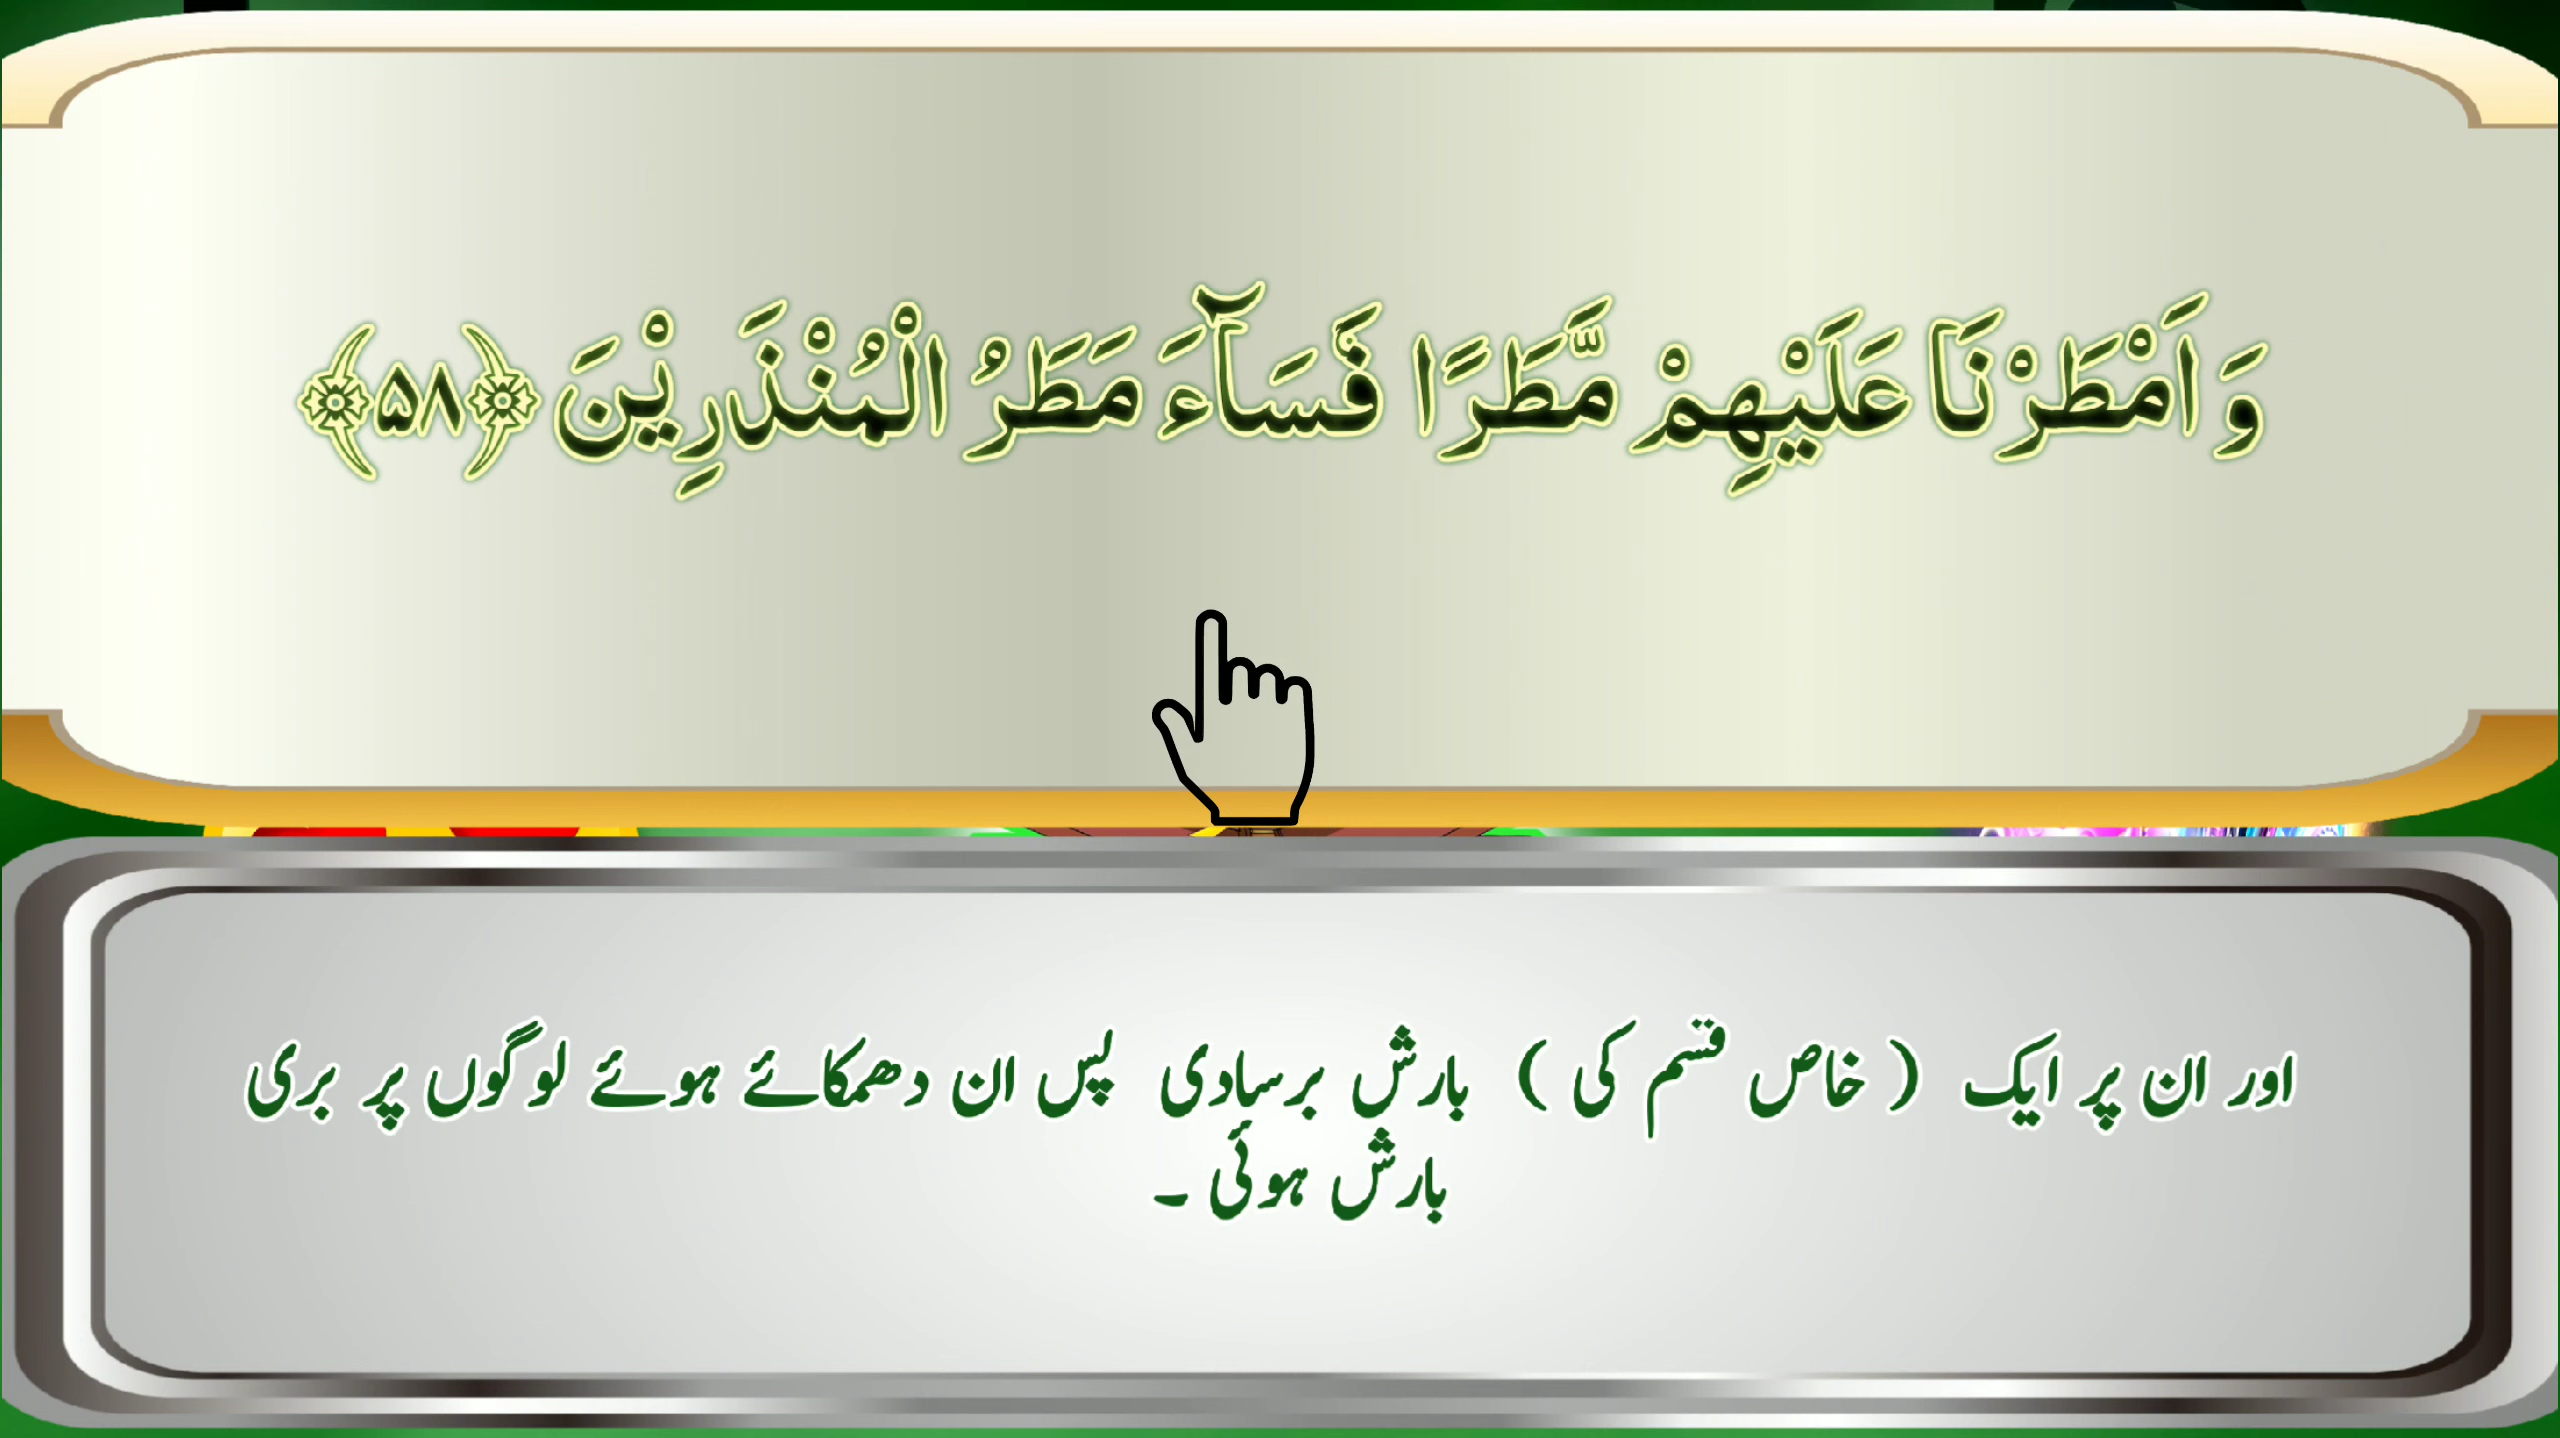 وَ اَمْطَرْنَا عَلَيْهِمْ مَّطَرًا فَسَآءَ مَطَرُ الْمُنْذَرِيْنَ ﴿۵۸﴾
اور ان پر ایک ( خاص قسم کی ) بارش برسادی پس ان دھمکائے ہوئے لوگوں پر بری
بارش ہوئی ۔